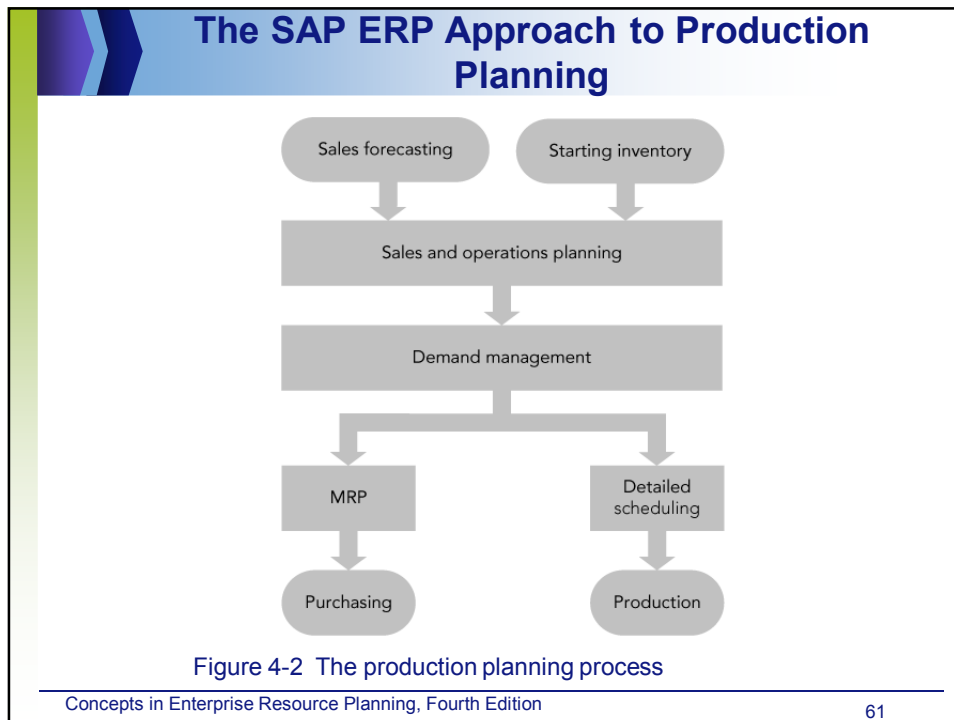 The SAP ERP Approach to Production
Planning
Sales forecasting
Starting inventory
Sales and operations planning
Demand management
MRP
Detailed
scheduling
Purchasing
Production
Figure 4-2 The production planning process
Concepts in Enterprise Resource Planning, Fourth Edition
61